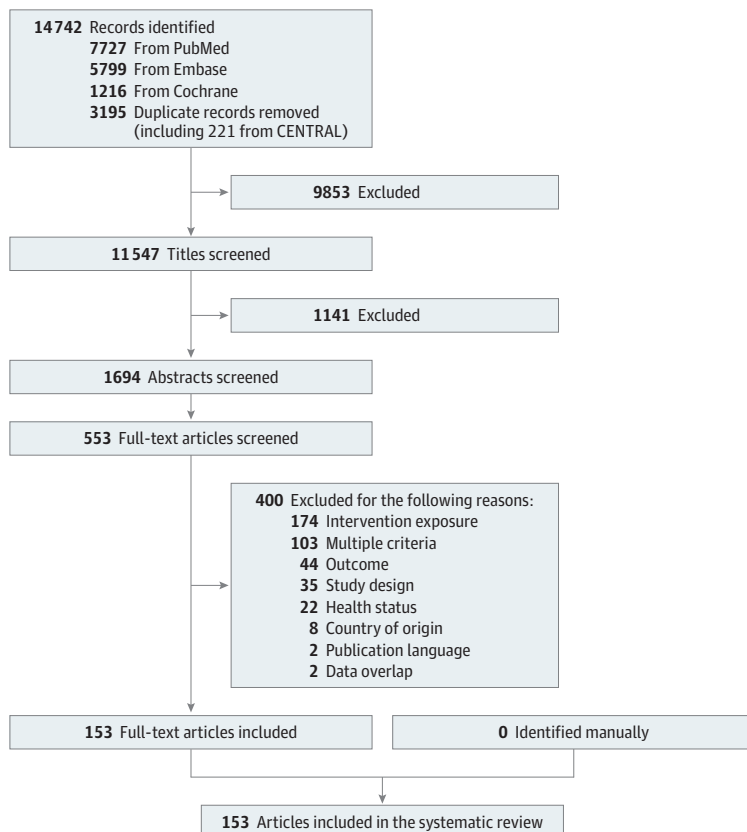 14742 Records identified
7727 From PubMed
5799 From Embase
1216 From Cochrane
3195 Duplicate records removed
(including 221 from CENTRAL)
9853 Excluded
11547 Titles screened
1141 Excluded
1694 Abstracts screened
553 Full-text articles screened
400 Excluded for the following reasons:
174 Intervention exposure
103 Multiple criteria
44 Outcome
35 Study design
22 Health status
8 Country of origin
2 Publication language
2 Data overlap
153 Full-text articles included
0 Identified manually
153 Articles included in the systematic review